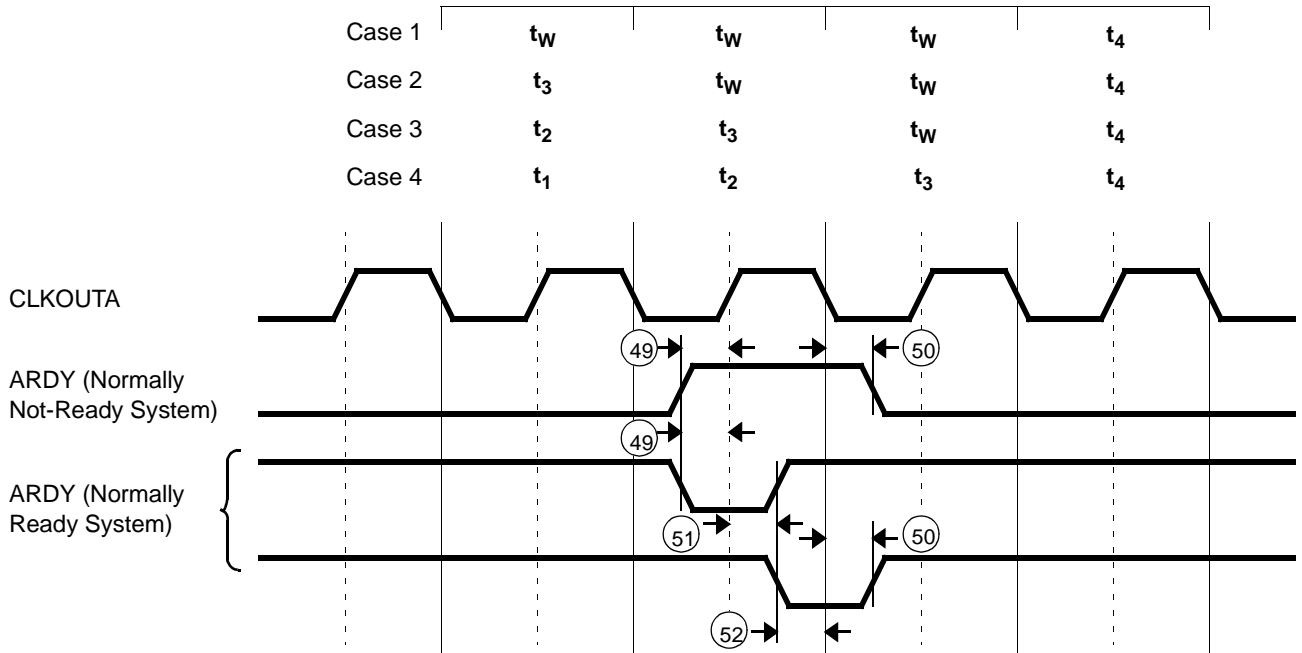 Case 1 tW tW tW t4
Case 2 t3 tW tW t4
Case 3 t2 t3 tW t4
Case 4 t1 t2 t3 t4
CLKOUTA
49 50
ARDY (Normally
Not-Ready System)
49
ARDY (Normally
Ready System)
51 50
52